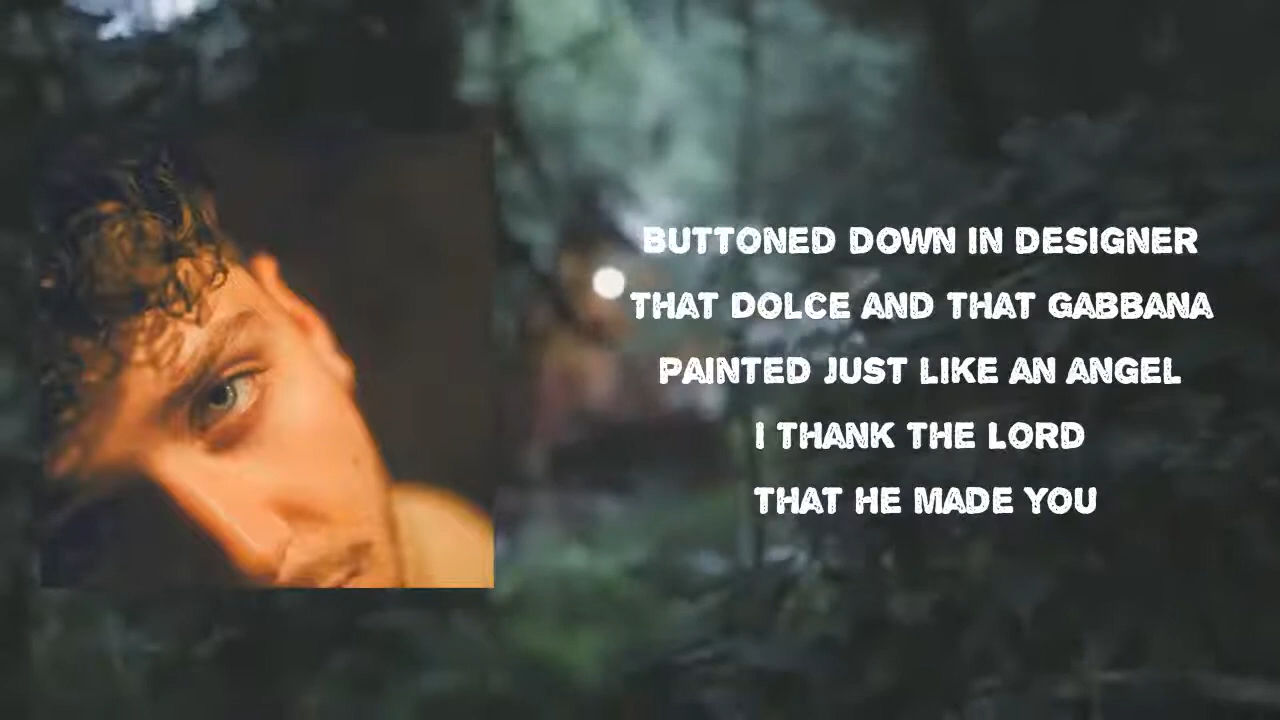 BUTTONED DOWN IN DESIGNER
THAT DOLCE AND THAT GABBANA
PAINTED JUST LIKE AN ANGEL
I THANK THE LORD
THAT HE MADE YOU